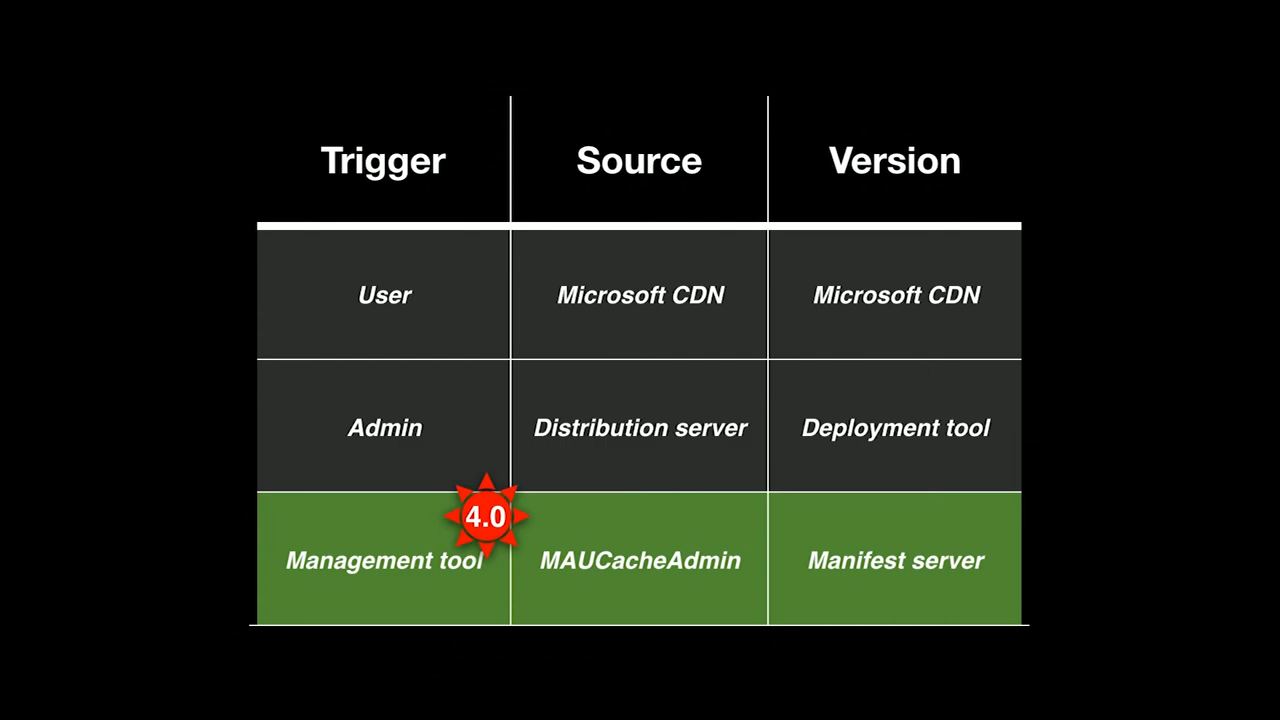 Trigger Source Version
User Microsoft CDN Microsoft CDN
Admin Distribution server Deployment tool
4.0
Management tool MAUCacheAdmin Manifest server